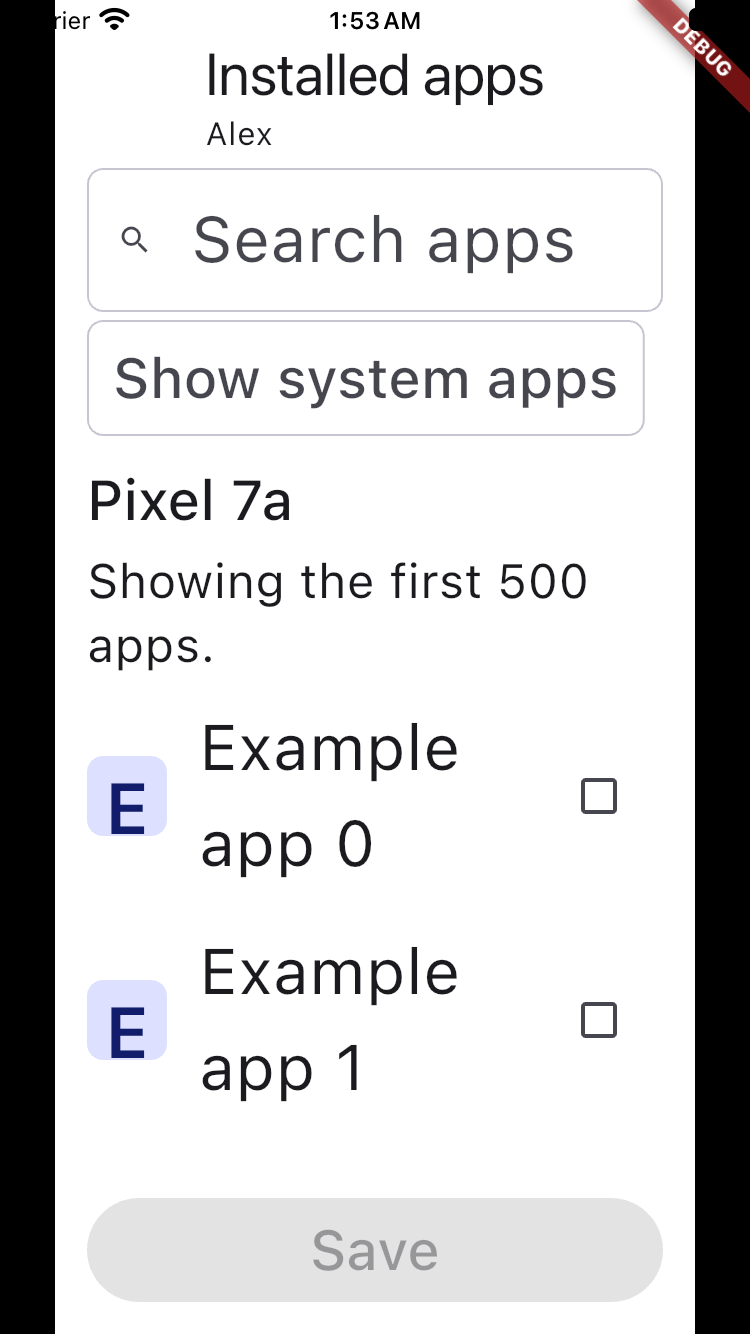 rier 1:53 AM
DEBUG
Installed apps
Alex
Search apps
Show system apps
Pixel 7a
Showing the first 500
apps.
E
Example
app 0
E
Example
app 1
Save